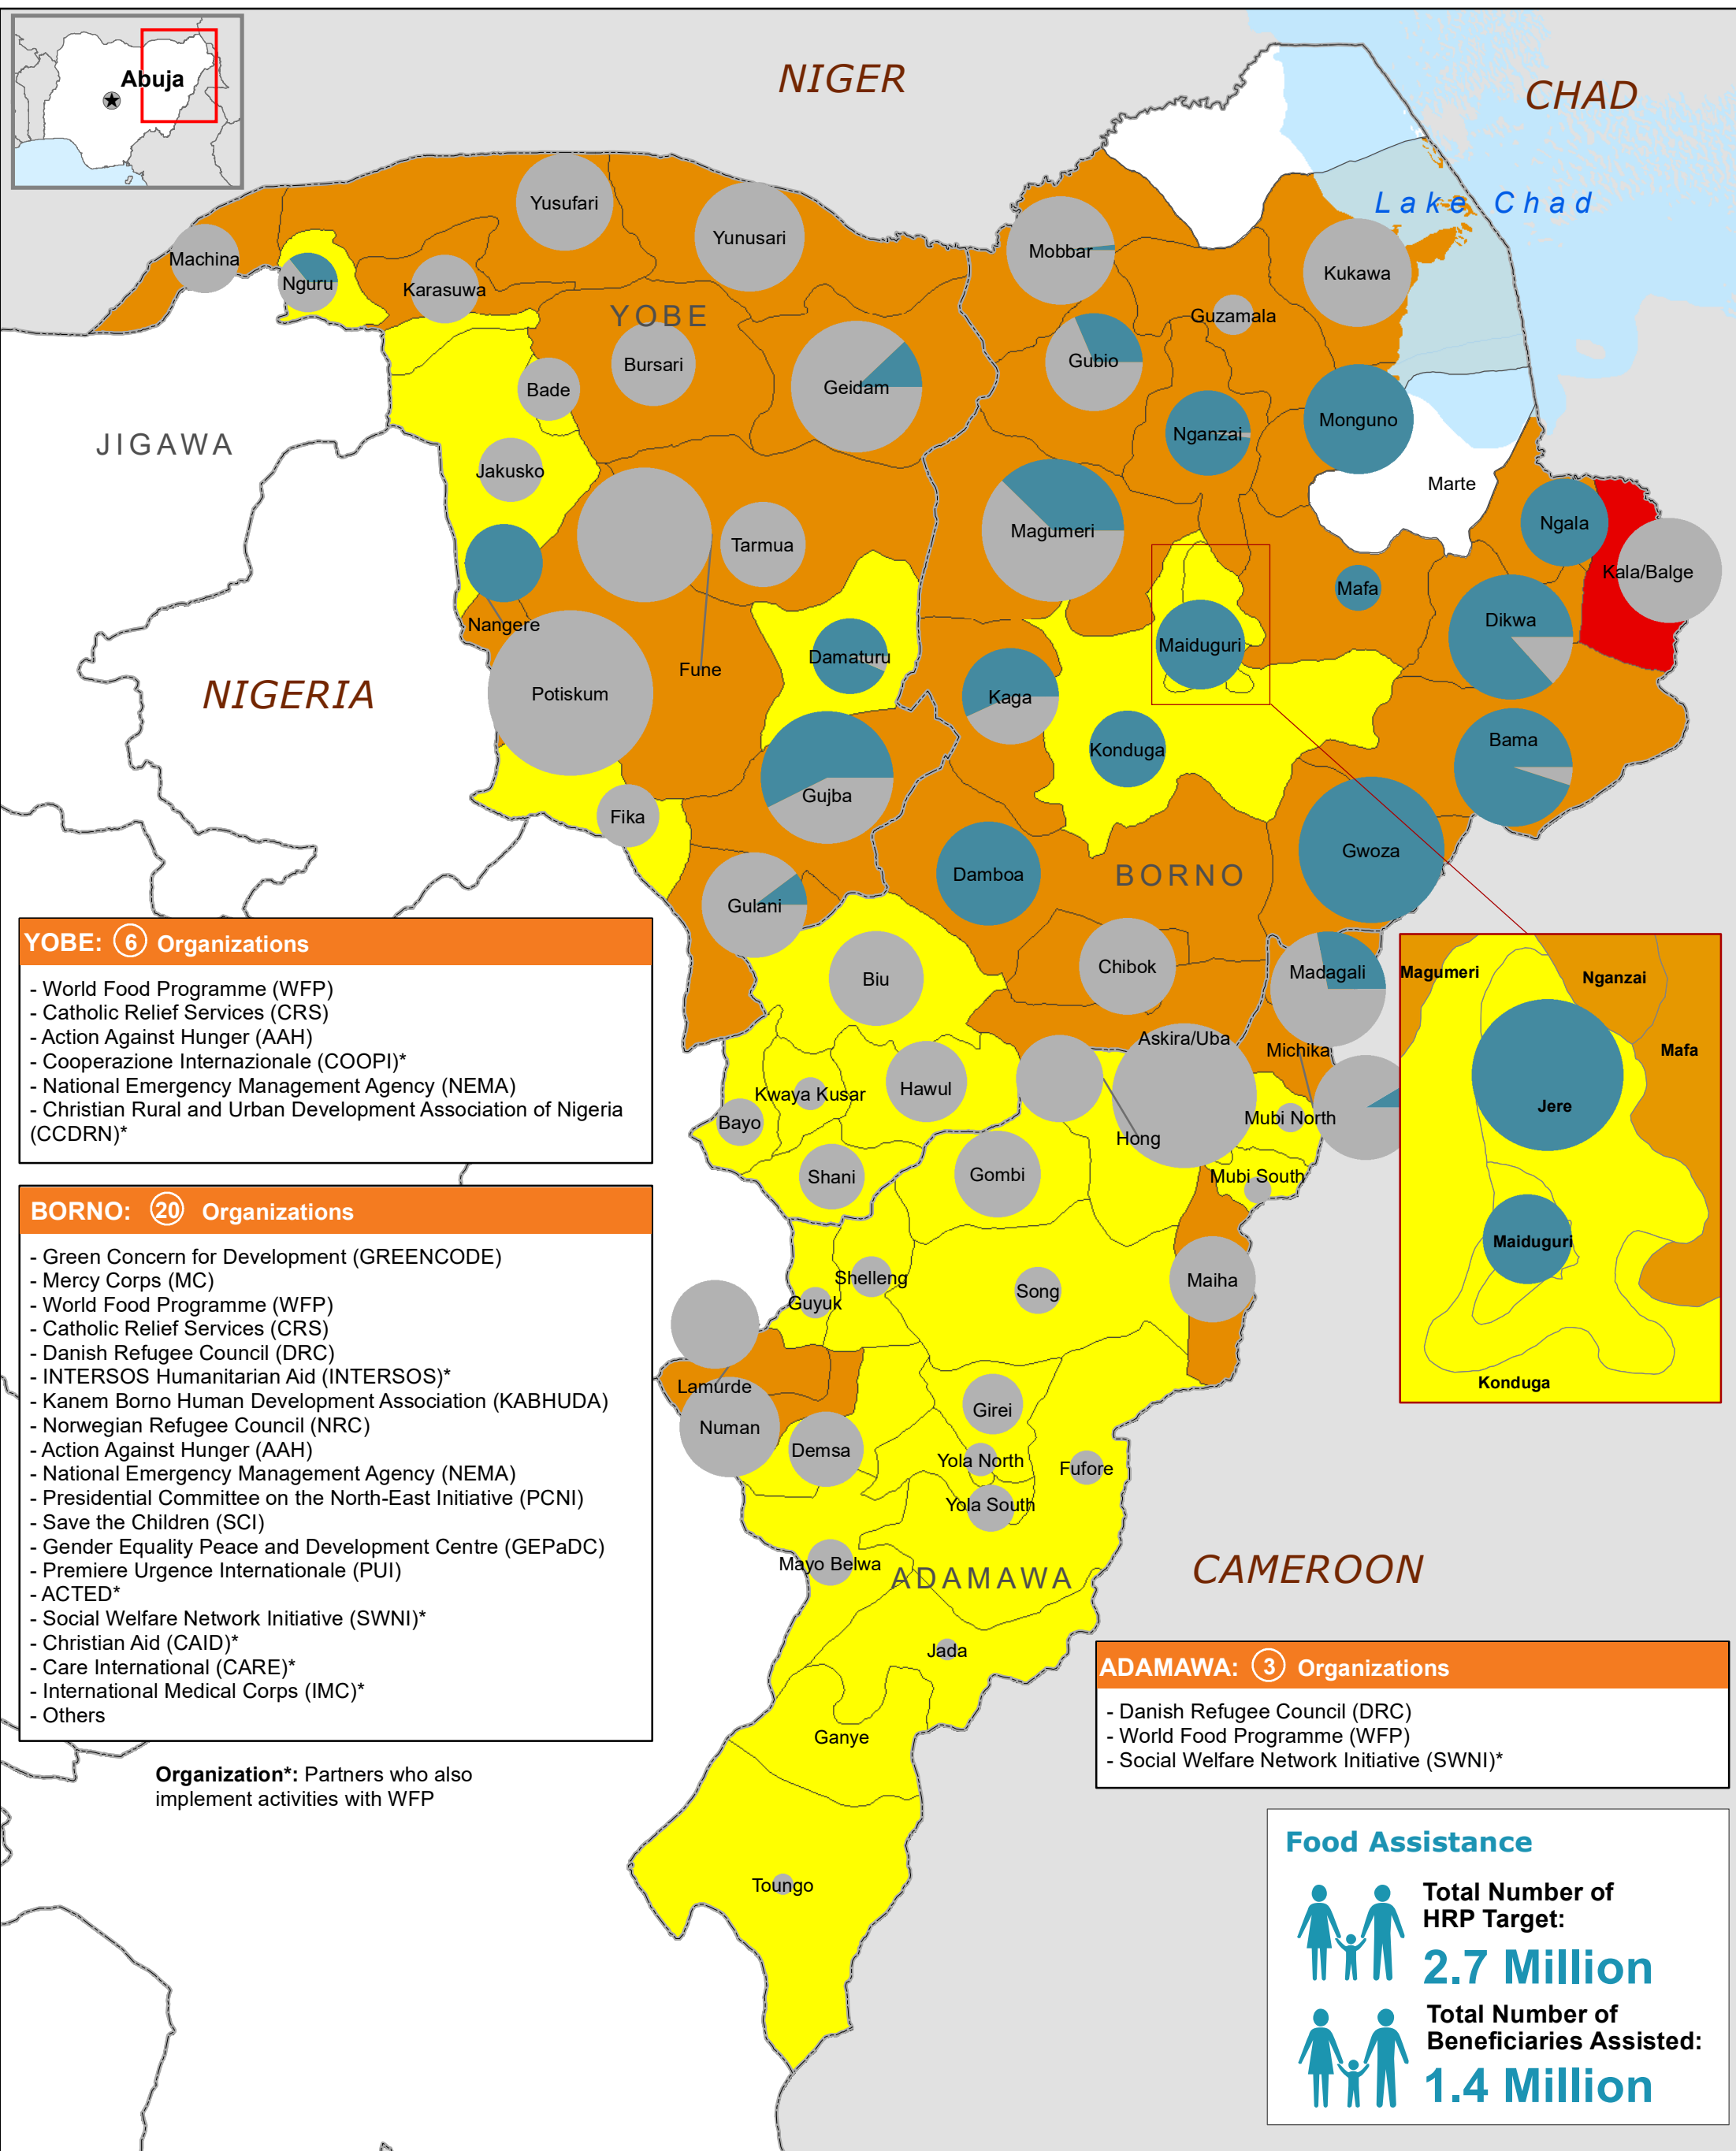 Abuja
NIGER
CHAD
Lake Chad
Yusufari
Yunusari
Machina
Nguru
Karasuwa
Mobbar
Kukawa
YOBE
Guzamala
Bursari
Gubio
Bade
Geidam
JIGAWA
Monguno
Nganzai
Jakusko
Marte
Magumeri
Ngala
Tarmua
Kala/Balge
Mafa
Nangere
Dikwa
Fune
Damaturu
Maiduguri
NIGERIA
Potiskum
Kaga
Konduga
Bama
Gujba
Fika
Gwoza
Damboa
BORNO
Gulani
Chibok
Biu
Madagali
Askira/Uba
Michika
Hawul
Kwaya Kusar
Bayo
Mubi North
Hong
Shani
Gombi
Mubi South
Shelleng
Guyuk
Song
Maiha
Lamurde
Numan
Girei
Demsa
Yola North
Fufore
Yola South
Mayo Belwa
ADAMAWA
CAMEROON
Jada
Ganye
Toungo
Magumeri
Nganzai
Mafa
Jere
Maiduguri
Konduga
YOBE: 6 Organizations
- World Food Programme (WFP)
- Catholic Relief Services (CRS)
- Action Against Hunger (AAH)
- Cooperazione Internazionale (COOPI)*
- National Emergency Management Agency (NEMA)
- Christian Rural and Urban Development Association of Nigeria
(CCDRN)*
BORNO: 20 Organizations
- Green Concern for Development (GREENCODE)
- Mercy Corps (MC)
- World Food Programme (WFP)
- Catholic Relief Services (CRS)
- Danish Refugee Council (DRC)
- INTERSOS Humanitarian Aid (INTERSOS)*
- Kanem Borno Human Development Association (KABHUDA)
- Norwegian Refugee Council (NRC)
- Action Against Hunger (AAH)
- National Emergency Management Agency (NEMA)
- Presidential Committee on the North-East Initiative (PCNI)
- Save the Children (SCI)
- Gender Equality Peace and Development Centre (GEPaDC)
- Premiere Urgence Internationale (PUI)
- ACTED*
- Social Welfare Network Initiative (SWNI)*
- Christian Aid (CAID)*
- Care International (CARE)*
- International Medical Corps (IMC)*
- Others
Organization*: Partners who also
implement activities with WFP
ADAMAWA: 3 Organizations
- Danish Refugee Council (DRC)
- World Food Programme (WFP)
- Social Welfare Network Initiative (SWNI)*
Food Assistance
Total Number of
HRP Target:
2.7 Million
Total Number of
Beneficiaries Assisted:
1.4 Million